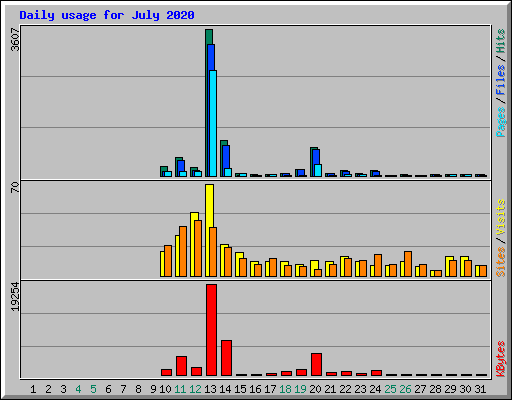 Daily usage for July 2020
3607
Pages / Files / Hits
70
Sites / Visits
19254
KBytes
1 2 3 4 5 6 7 8 9 10 11 12 13 14 15 16 17 18 19 20 21 22 23 24 25 26 27 28 29 30 31